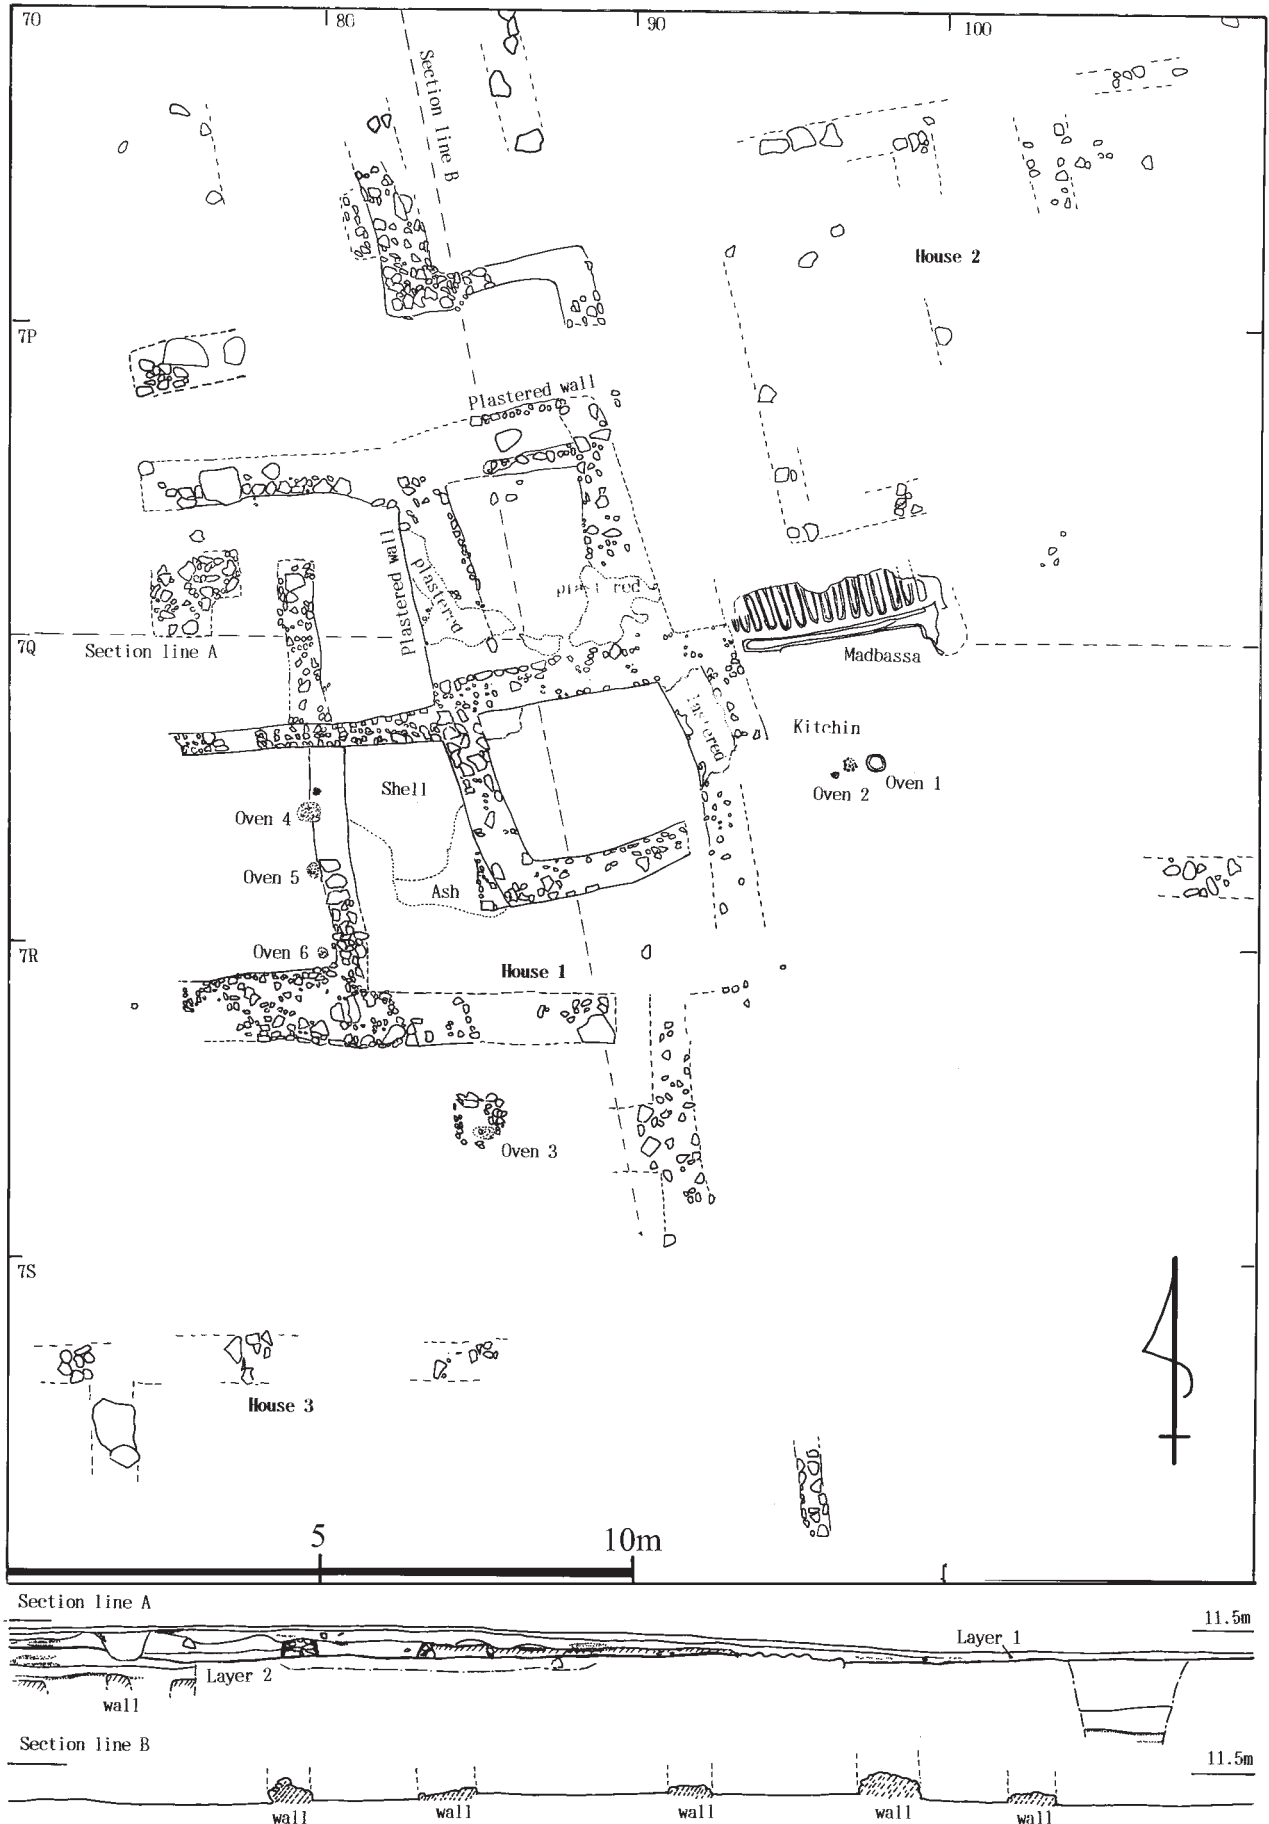 70
80
90
100
Section line B
House 2
7P
Plastered wall
Plastered wall
plastered
7Q
Section line A
Madbassa
Kitchin
Shell
Oven 4
Oven 2
Oven 1
Oven 5
Ash
Oven 6
7R
House 1
Oven 3
7S
House 3
5
10m
Section line A
11.5m
Layer 1
Layer 2
wall
Section line B
11.5m
wall
wall
wall
wall
wall